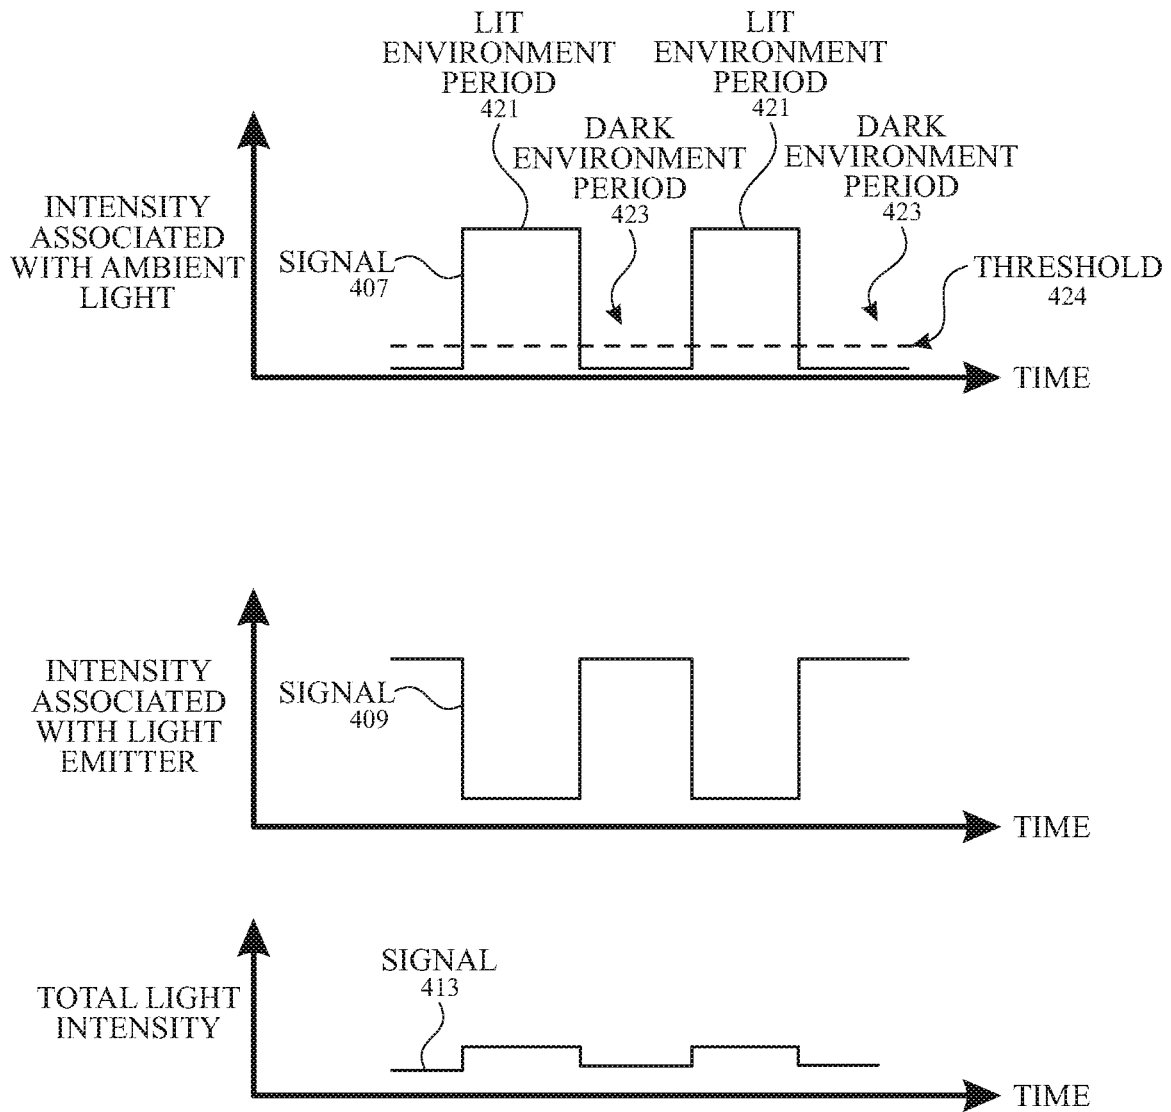 LIT
ENVIRONMENT
PERIOD
421
LIT
ENVIRONMENT
PERIOD
421
DARK
ENVIRONMENT
PERIOD
423
DARK
ENVIRONMENT
PERIOD
423
INTENSITY
ASSOCIATED
WITH AMBIENT
LIGHT
SIGNAL
407
THRESHOLD
424
TIME
INTENSITY
ASSOCIATED
WITH LIGHT
EMITTER
SIGNAL
409
TIME
TOTAL LIGHT
INTENSITY
SIGNAL
413
TIME